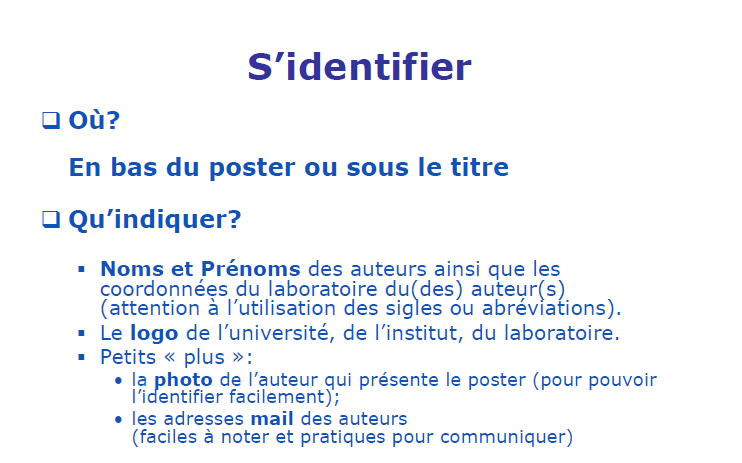 S’identifier
❑ Où?
En bas du poster ou sous le titre
❑ Qu’indiquer?
▪ Noms et Prénoms des auteurs ainsi que les
coordonnées du laboratoire du(des) auteur(s)
(attention à l’utilisation des sigles ou abréviations).
▪ Le logo de l’université, de l’institut, du laboratoire.
▪ Petits « plus »:
• la photo de l’auteur qui présente le poster (pour pouvoir
l’identifier facilement);
• les adresses mail des auteurs
(faciles à noter et pratiques pour communiquer)